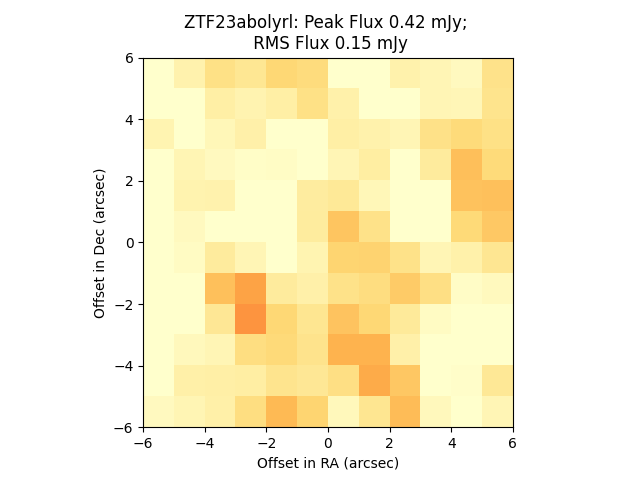 ZTF23abolyrl: Peak Flux 0.42 mJy;
RMS Flux 0.15 mJy
6
4
2
0
−2
−4
−6
Offset in Dec (arcsec)
−6 −4 −2 0 2 4 6
Offset in RA (arcsec)